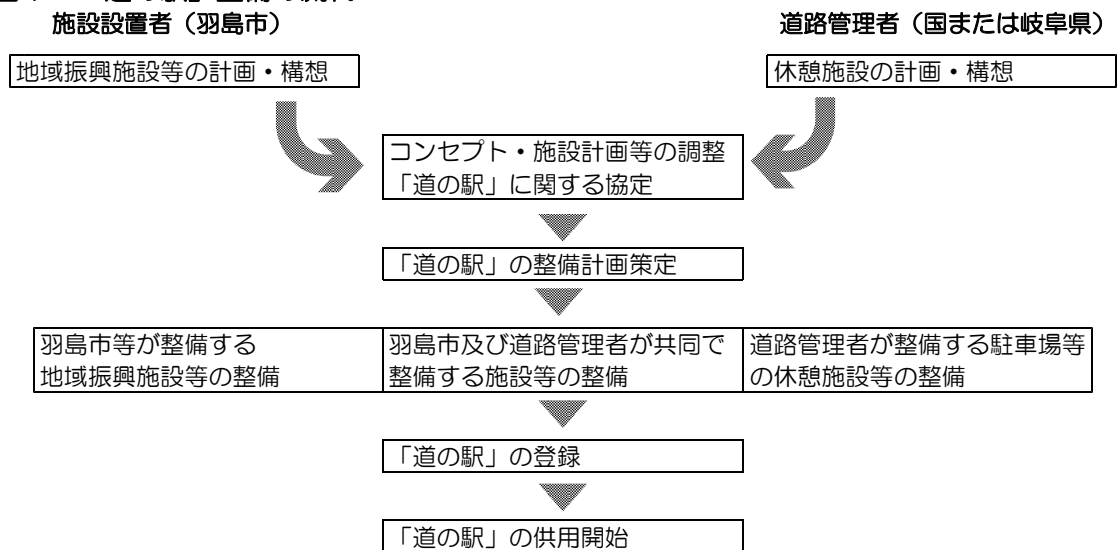 施設設置者（羽島市）
道路管理者（国または岐阜県）
地域振興施設等の計画・構想
休憩施設の計画・構想
コンセプト・施設計画等の調整
「道の駅」に関する協定
「道の駅」の整備計画策定
羽島市等が整備する
地域振興施設等の整備
羽島市及び道路管理者が共同で
整備する施設等の整備
道路管理者が整備する駐車場等
の休憩施設等の整備
「道の駅」の登録
「道の駅」の供用開始